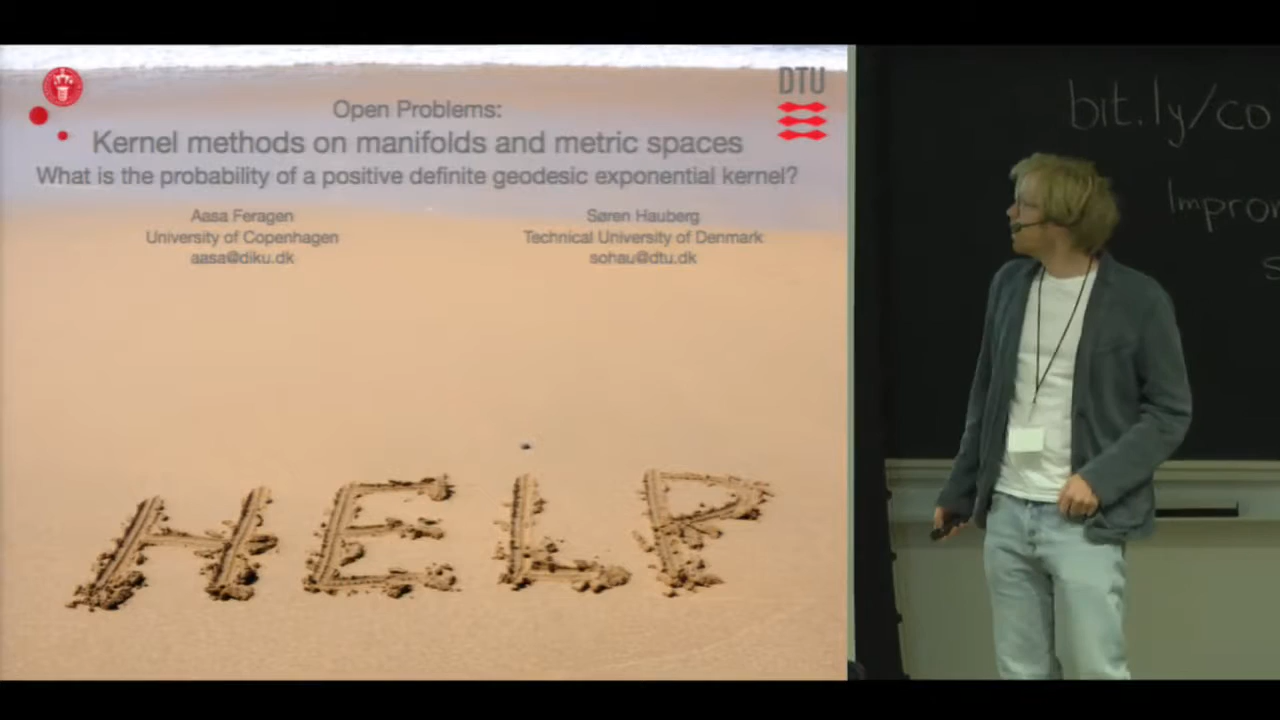 DTU
Open Problems:
Kernel methods on manifolds and metric spaces
What is the probability of a positive definite geodesic exponential kernel?
Aasa Feragen
University of Copenhagen
aasa@diku.dk
Søren Hauberg
Technical University of Denmark
sohau@dtu.dk
HELP
bit.ly/co
Impro